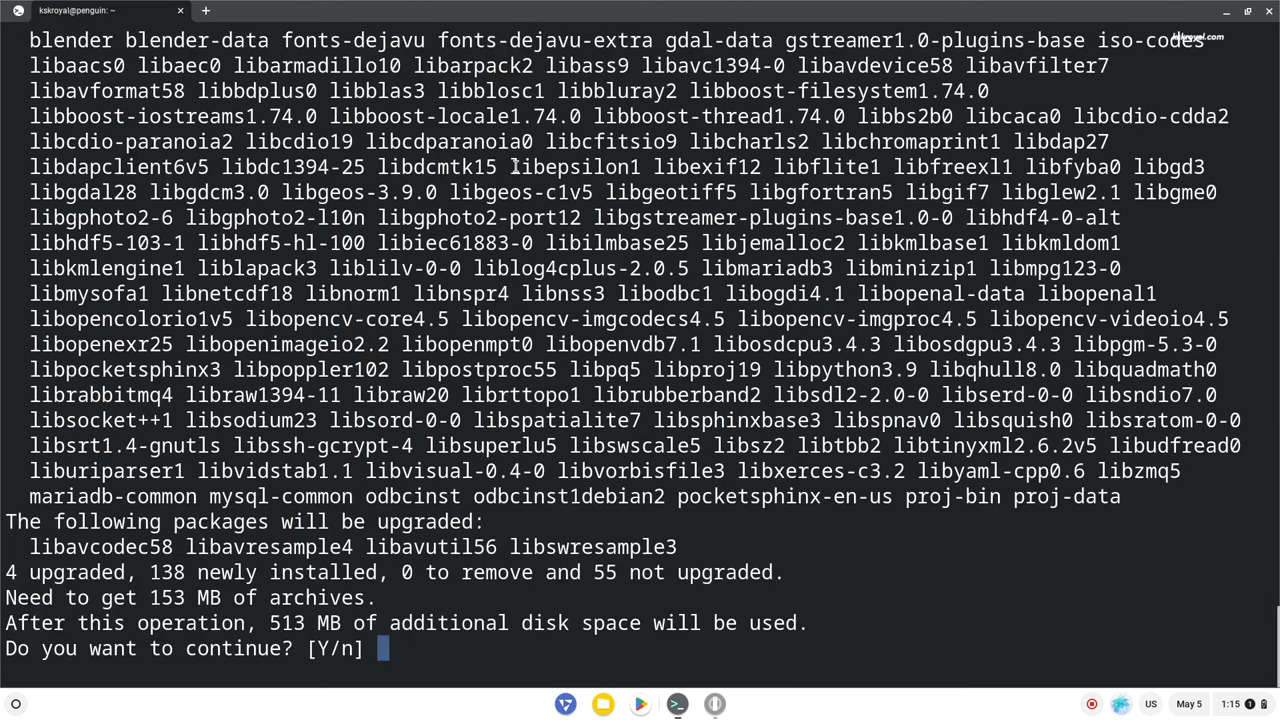 kskroyal@penguin: ~
kskroyal.com
blender blender-data fonts-dejavu fonts-dejavu-extra gdal-data gstreamer1.0-plugins-base iso-codes
libaacs0 libaec0 libarmadillo10 libarpack2 libass9 libavc1394-0 libavdevice58 libavfilter7
libavformat58 libbdplus0 libblas3 libblosc1 libbluray2 libboost-filesystem1.74.0
libboost-iostreams1.74.0 libboost-locale1.74.0 libboost-thread1.74.0 libbs2b0 libcaca0 libcdio-cdda2
libcdio-paranoia2 libcdio19 libcdparanoia0 libcfitsio9 libcharls2 libchromaprint1 libdap27
libdapclient6v5 libdc1394-25 libdcmtk15 libepsilon1 libexif12 libflite1 libfreexl1 libfyba0 libgd3
libgdal28 libgdcm3.0 libgeos-3.9.0 libgeos-c1v5 libgeotiff5 libgfortran5 libgif7 libglew2.1 libgme0
libgphoto2-6 libgphoto2-l10n libgphoto2-port12 libgstreamer-plugins-base1.0-0 libhdf4-0-alt
libhdf5-103-1 libhdf5-hl-100 libiec61883-0 libilmbase25 libjemalloc2 libkmlbase1 libkmldom1
libkmlengine1 liblapack3 liblilv-0-0 liblog4cplus-2.0.5 libmariadb3 libminizip1 libmpg123-0
libmysofa1 libnetcdf18 libnorm1 libnspr4 libnss3 libodbc1 libogdi4.1 libopenal-data libopenal1
libopencolorio1v5 libopencv-core4.5 libopencv-imgcodecs4.5 libopencv-imgproc4.5 libopencv-videoio4.5
libopenexr25 libopenimageio2.2 libopenmpt0 libopenvdb7.1 libosdcpu3.4.3 libosdgpu3.4.3 libpgm-5.3-0
libpocketsphinx3 libpoppler102 libpostproc55 libpq5 libproj19 libpython3.9 libqhull8.0 libquadmath0
librabbitmq4 libraw1394-11 libraw20 librttopo1 librubberband2 libsdl2-2.0-0 libserd-0-0 libsndio7.0
libsocket++1 libsodium23 libsord-0-0 libspatialite7 libsphinxbase3 libspnav0 libsquish0 libsratom-0-0
libsrt1.4-gnutls libssh-gcrypt-4 libsuperlu5 libswscale5 libsz2 libtbb2 libtinyxml2.6.2v5 libudfread0
liburiparser1 libvidstab1.1 libvisual-0.4-0 libvorbisfile3 libxerces-c3.2 libyaml-cpp0.6 libzmq5
mariadb-common mysql-common odbcinst odbcinst1debian2 pocketsphinx-en-us proj-bin proj-data
The following packages will be upgraded:
libavcodec58 libavresample4 libavutil56 libswresample3
4 upgraded, 138 newly installed, 0 to remove and 55 not upgraded.
Need to get 153 MB of archives.
After this operation, 513 MB of additional disk space will be used.
Do you want to continue? [Y/n]
US May 5 1:15 1